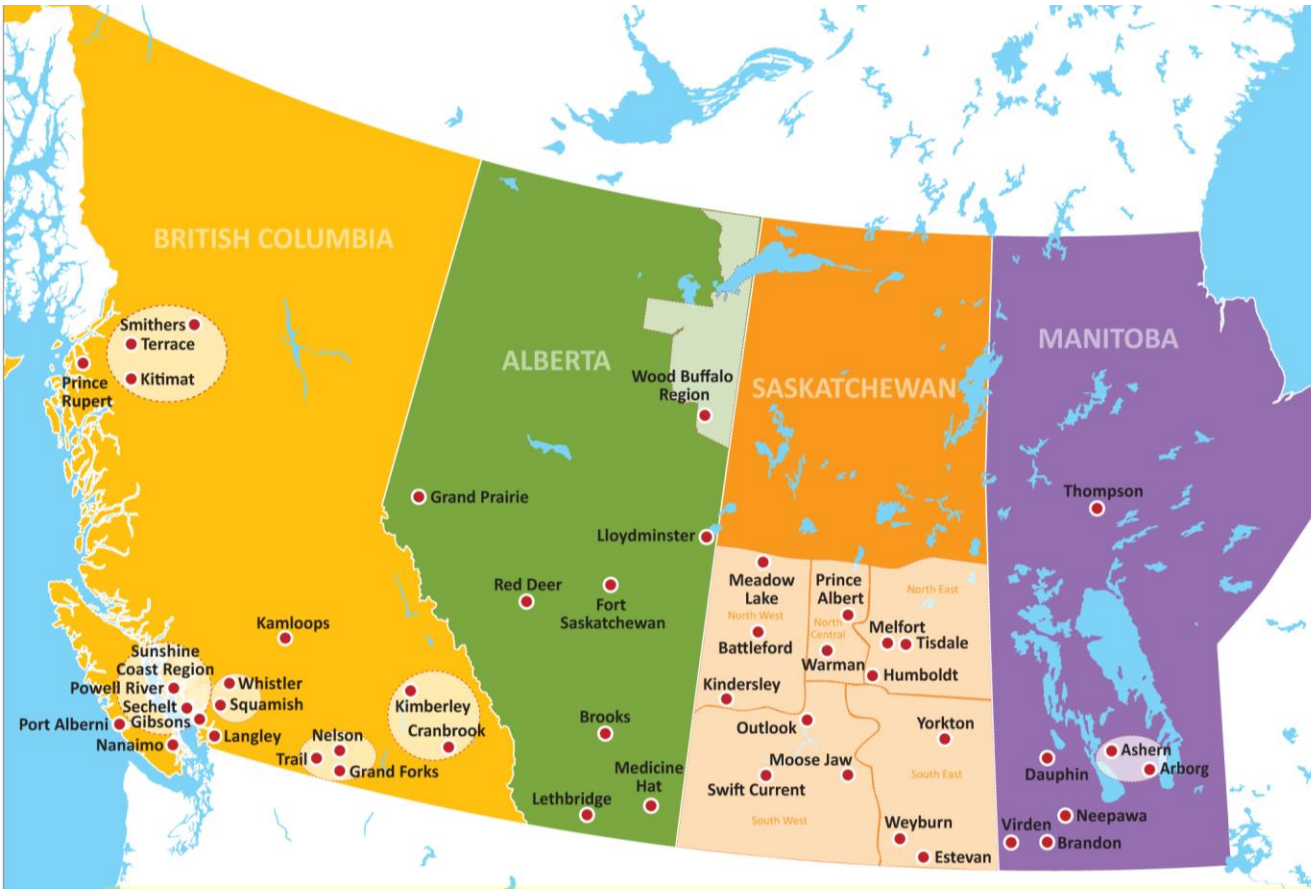 BRITISH COLUMBIA
Smithers
Terrace
Kitimat
Prince
Rupert
Kamloops
Sunshine
Coast Region
Powell River
Sechelt
Gibsons
Port Alberni
Nanaimo
Whistler
Squamish
Langley
Nelson
Trail
Grand Forks
Kimberley
Cranbrook
ALBERTA
Wood Buffalo
Region
Grand Prairie
Lloydminster
Red Deer
Fort
Saskatchewan
Brooks
Medicine
Hat
Lethbridge
SASKATCHEWAN
Meadow
Lake
North West
Battleford
Kindersley
Prince
Albert
North
Central
Warman
North East
Melfort
Tisdale
Humboldt
Outlook
Moose Jaw
Swift Current
South West
Yorkton
South East
Weyburn
Estevan
MANITOBA
Thompson
Dauphin
Ashern
Arborg
Neepawa
Virden
Brandon